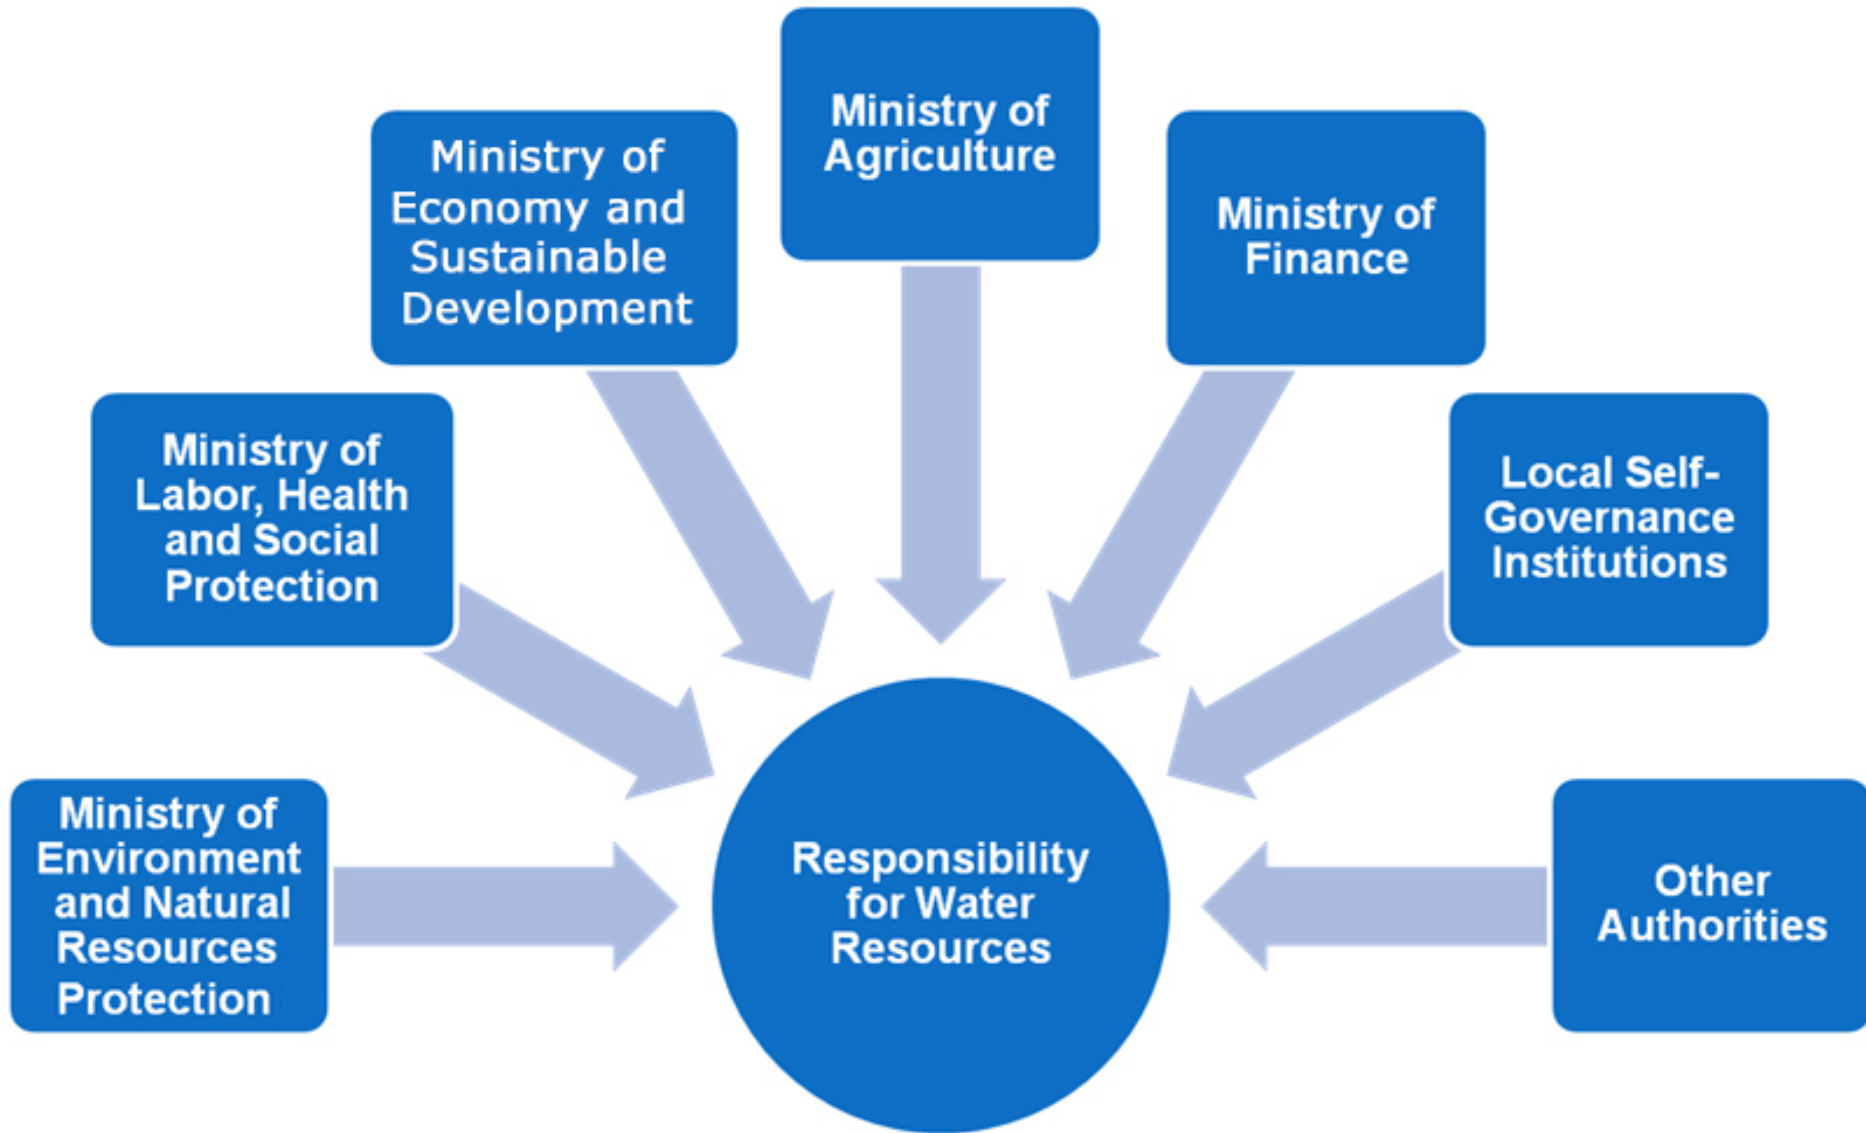 Ministry of
Agriculture
Ministry of
Economy and
Sustainable
Development
Ministry of
Finance
Ministry of
Labor, Health
and Social
Protection
Local Self-
Governance
Institutions
Ministry of
Environment
and Natural
Resources
Protection
Responsibility
for Water
Resources
Other
Authorities